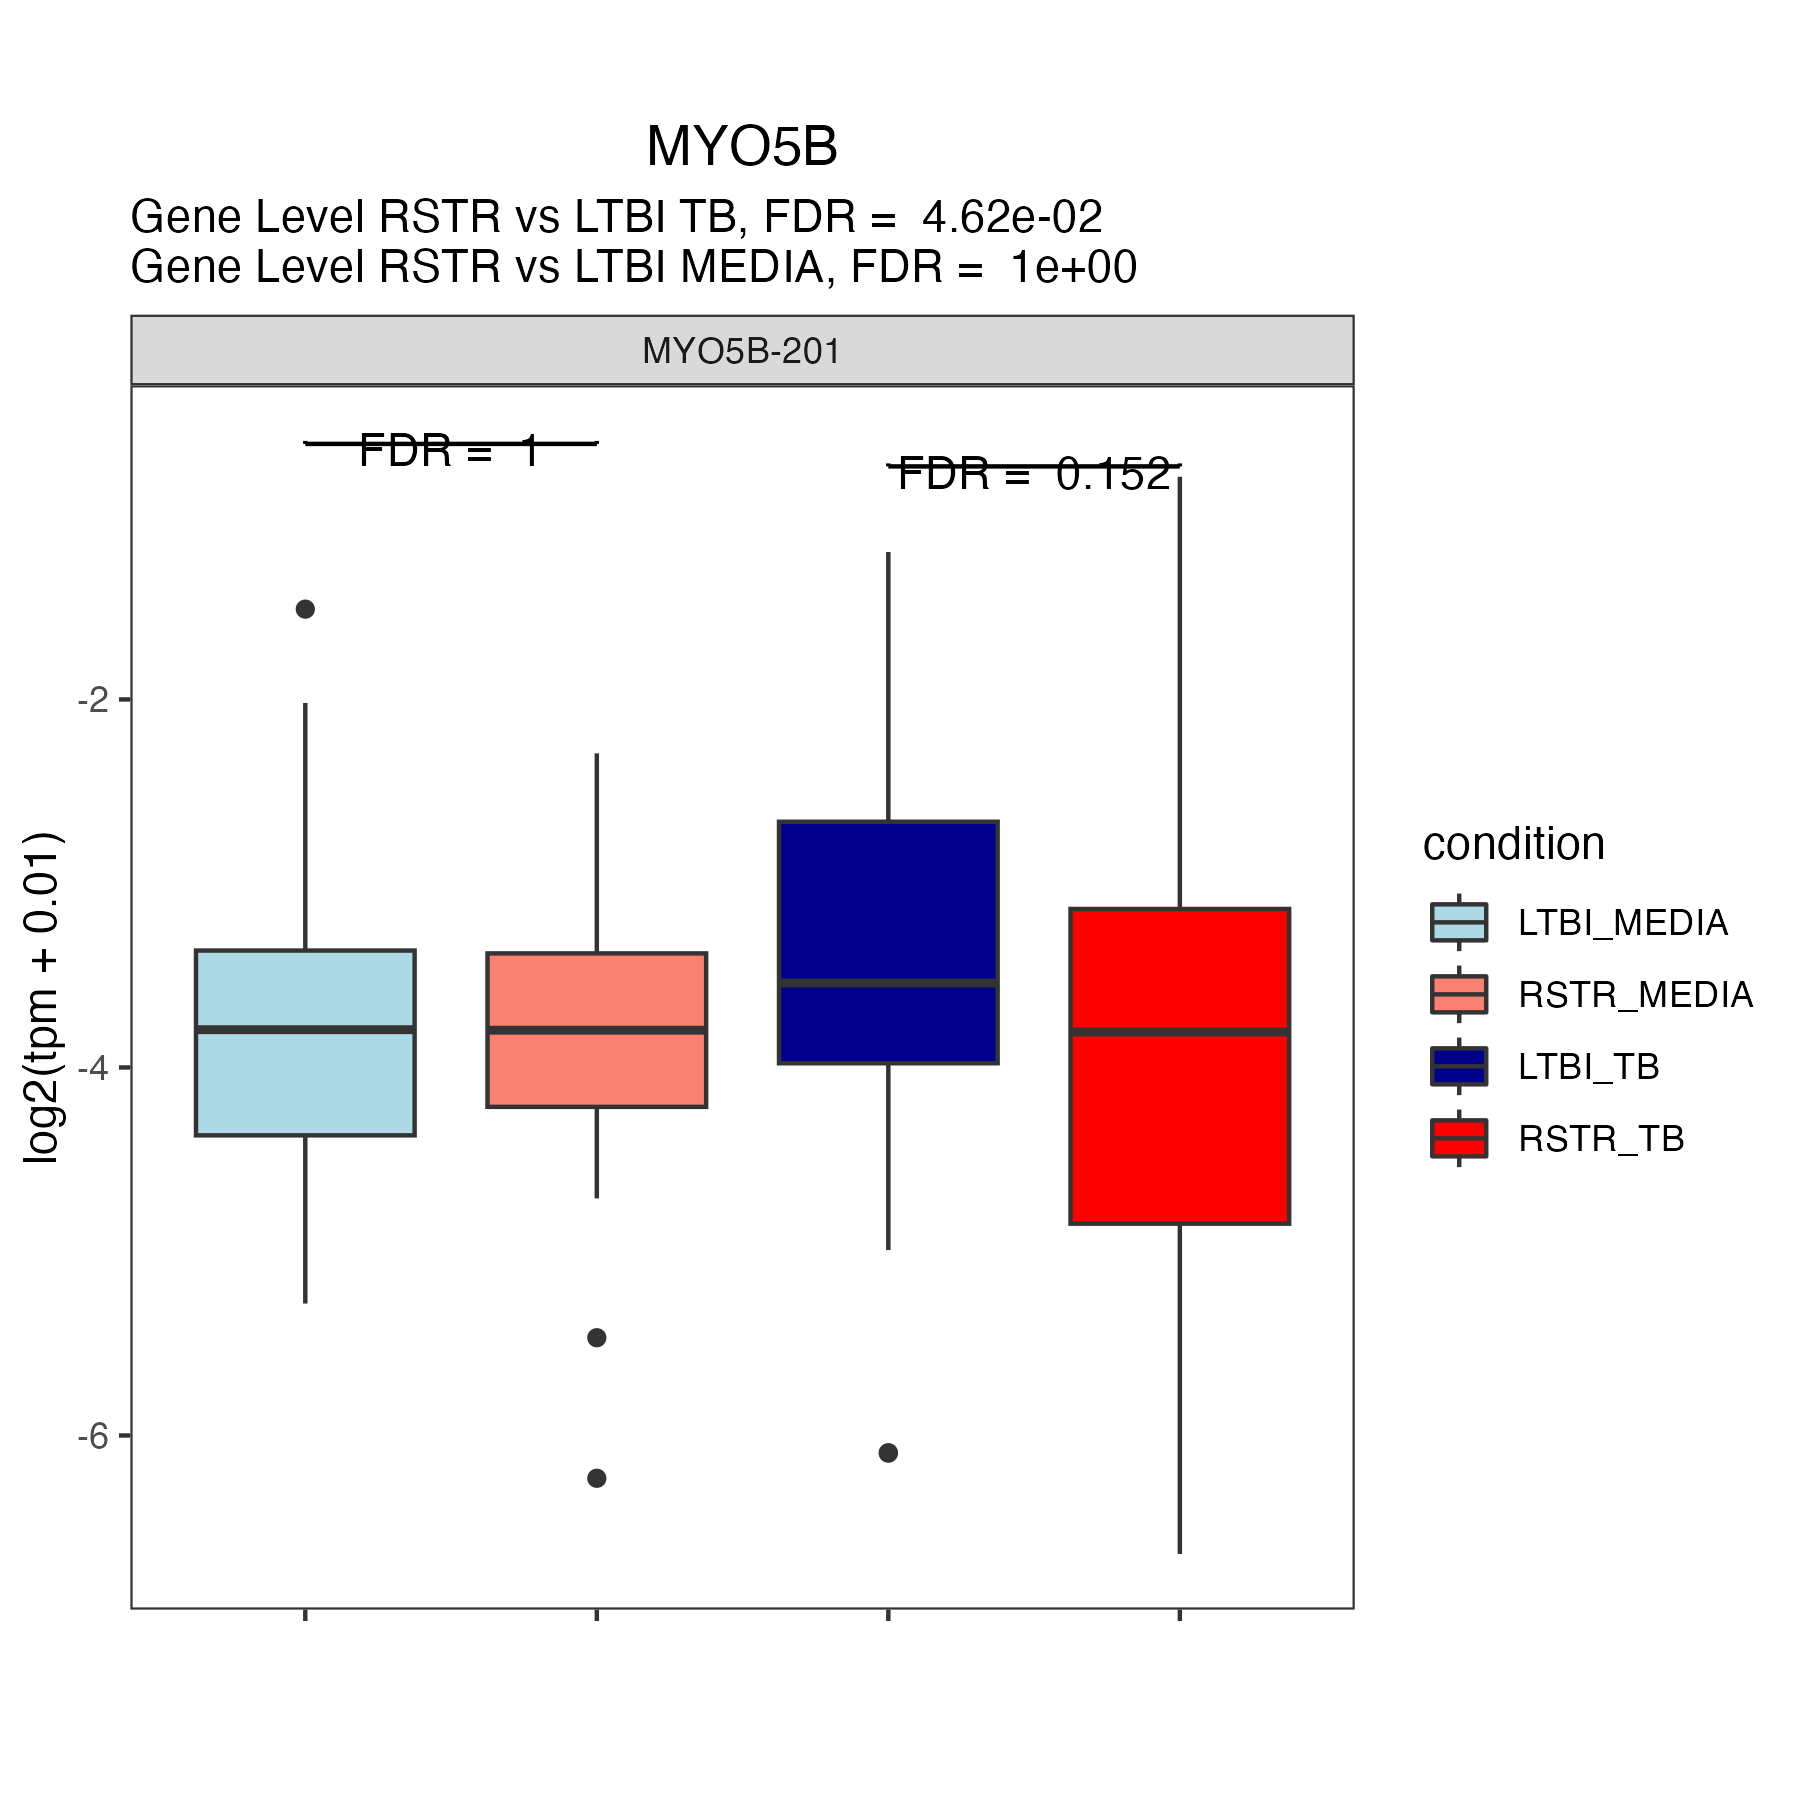 MYO5B
Gene Level RSTR vs LTBI TB, FDR =  4.62e-02
Gene Level RSTR vs LTBI MEDIA, FDR =  1e+00
MYO5B-201
FDR =  1
FDR =  0.152
-2
-4
-6
log2(tpm + 0.01)
condition
LTBI_MEDIA
RSTR_MEDIA
LTBI_TB
RSTR_TB